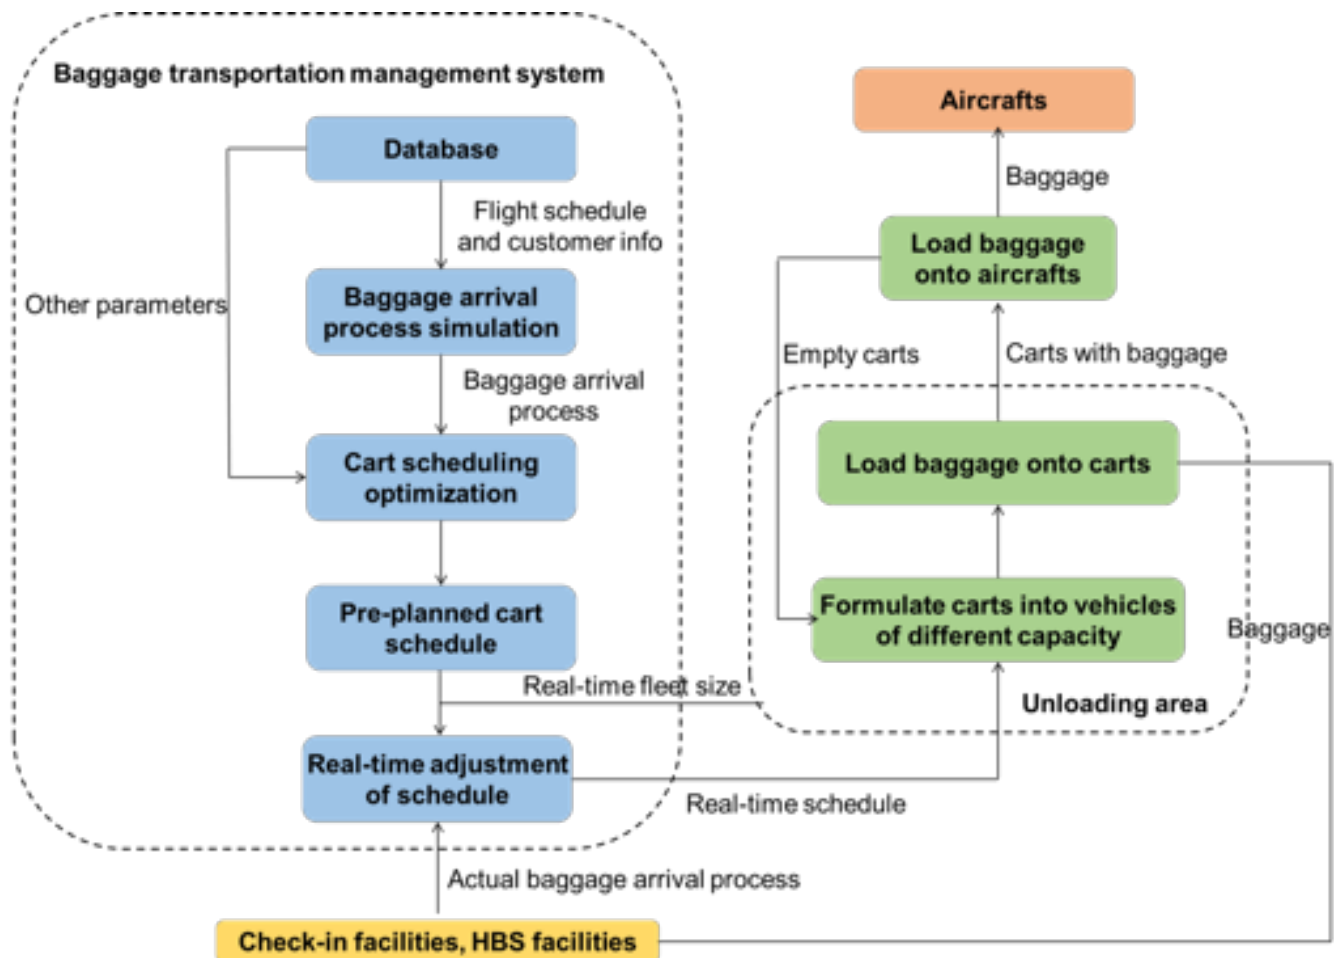 Baggage transportation management system
Database
Flight schedule
and customer info
Other parameters
Baggage arrival
process simulation
Baggage arrival
process
Cart scheduling
optimization
Pre-planned cart
schedule
Real-time fleet size
Real-time adjustment
of schedule
Real-time schedule
Actual baggage arrival process
Check-in facilities, HBS facilities
Aircrafts
Baggage
Load baggage
onto aircrafts
Empty carts
Carts with baggage
Load baggage onto carts
Formulate carts into vehicles
of different capacity
Baggage
Unloading area